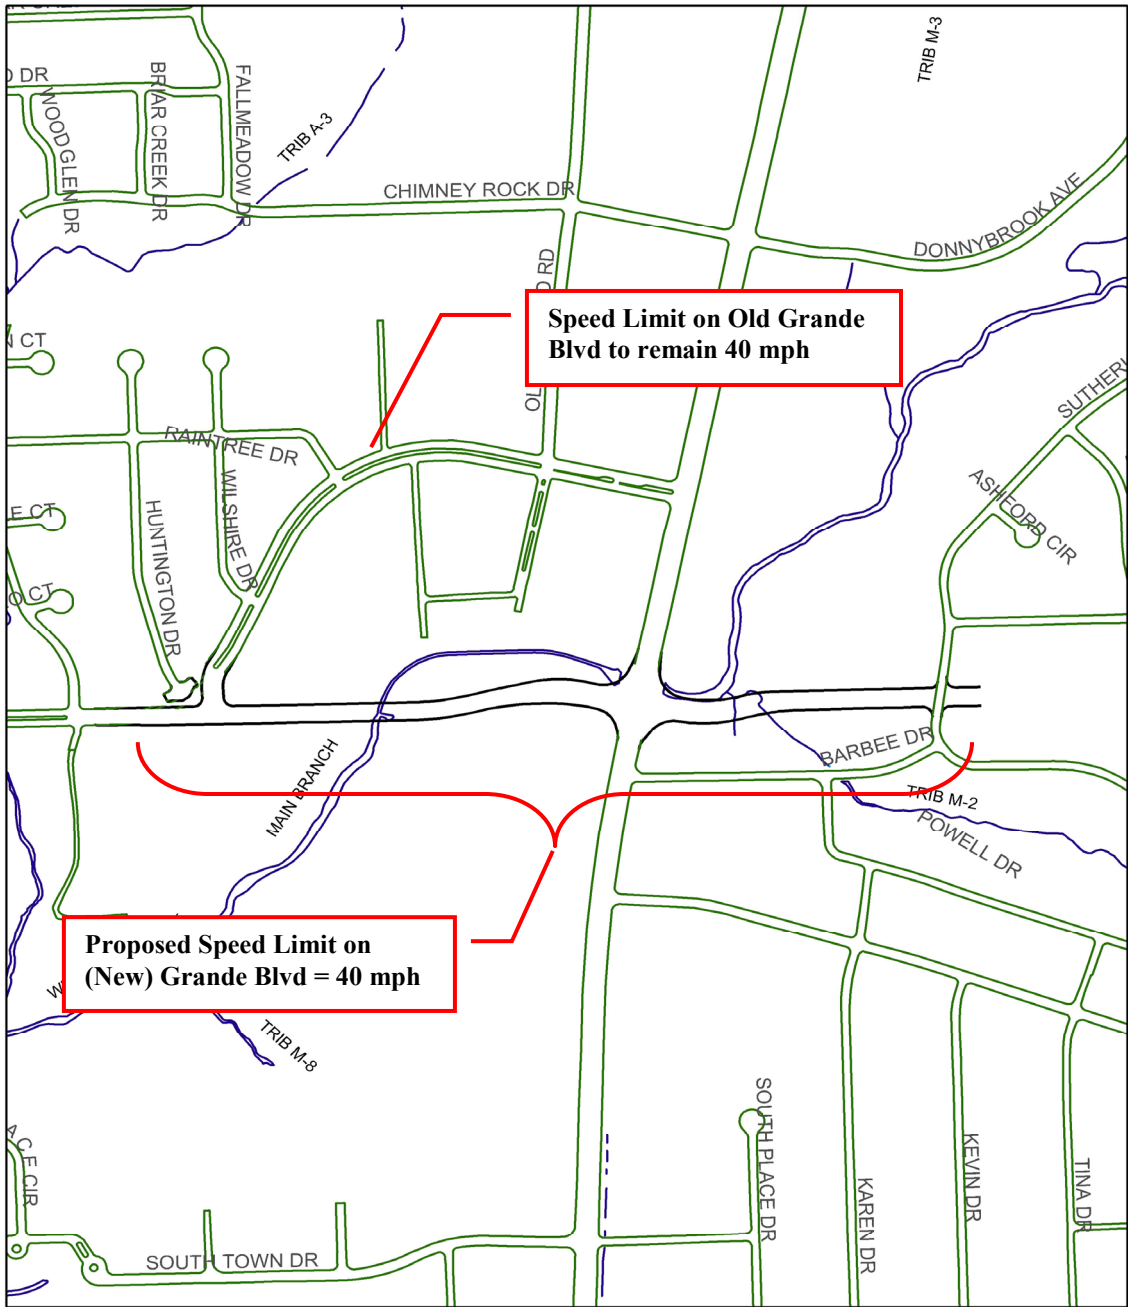 TRIB M-3
D DR
WOODGLEN DR
BRIAR CREEK DR
FALLMEADOW DR
TRIB A-3
CHIMNEY ROCK DR
DONNYBROOK AVE
D RD
OL
Speed Limit on Old Grande
Blvd to remain 40 mph
N CT
SUTHERL
RAINTREE DR
WILSHIRE DR
HUNTINGTON DR
E CT
ASHFORD CIR
O CT
BARBEE DR
MAIN BRANCH
TRIB M-2
POWELL DR
Proposed Speed Limit on
(New) Grande Blvd = 40 mph
W
TRIB M-8
SOUTH PLACE DR
ACE CIR
KAREN DR
KEVIN DR
TINA DR
SOUTH TOWN DR